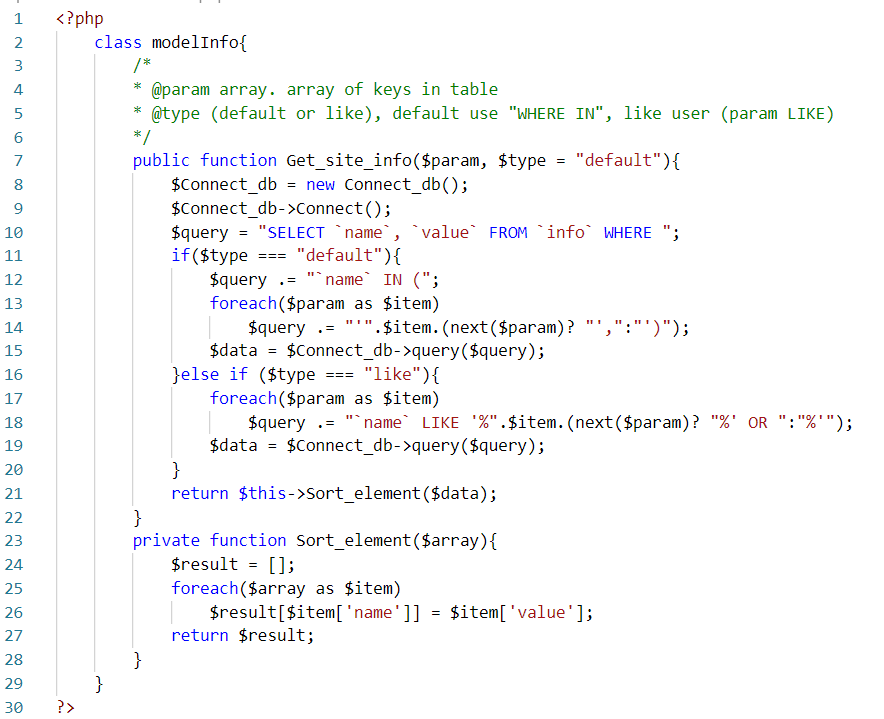 1 <?php
2 class modelInfo{
3 /*
4 * @param array. array of keys in table
5 * @type (default or like), default use "WHERE IN", like user (param LIKE)
6 */
7 public function Get_site_info($param, $type = "default"){
8 $Connect_db = new Connect_db();
9 $Connect_db->Connect();
10 $query = "SELECT `name`, `value` FROM `info` WHERE ";
11 if($type === "default"){
12 $query .= "`name` IN (";
13 foreach($param as $item)
14 $query .= "'".$item.(next($param)? "',":"')");
15 $data = $Connect_db->query($query);
16 }else if ($type === "like"){
17 foreach($param as $item)
18 $query .= "`name` LIKE '%".$item.(next($param)? "%' OR ":"%'");
19 $data = $Connect_db->query($query);
20 }
21 return $this->Sort_element($data);
22 }
23 private function Sort_element($array){
24 $result = [];
25 foreach($array as $item)
26 $result[$item['name']] = $item['value'];
27 return $result;
28 }
29 }
30 ?>